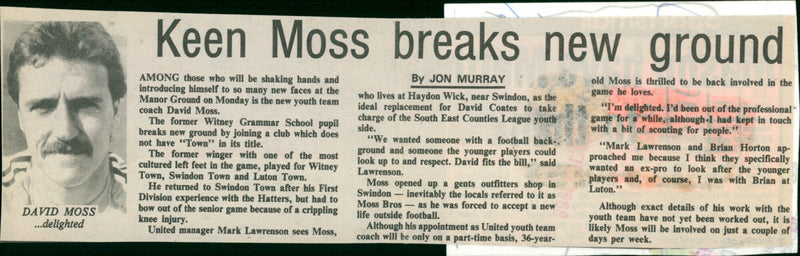 Keen Moss breaks new ground
AMONG those who will be shaking hands and
introducing himself to so many new faces at the
Manor Ground on Monday is the new youth team
coach David Moss.
The former Witney Grammar School pupil
breaks new ground by joining a club which does
not have “Town” in its title.
The former winger with one of the most
cultured left feet in the game, played for Witney
Town, Swindon Town and Luton Town.
He returned to Swindon Town after his First
Division experience with the Hatters, but had to
bow out of the senior game because of a crippling
knee injury.
United manager Mark Lawrenson sees Moss,
DAVID MOSS
...delighted
By JON MURRAY
who lives at Haydon Wick, near Swindon, as the
ideal replacement for David Coates to take
charge of the South East Counties League youth
side.
“We wanted someone with a football back-
ground and someone the younger players could
look up to and respect. David fits the bill,” said
Lawrenson.
Moss opened up a gents outfitters shop in
Swindon — inevitably the locals referred to it as
Moss Bros — as he was forced to accept a new
life outside football.
Although his appointment as United youth team
coach will be only on a part-time basis, 36-year-
old Moss is thrilled to be back involved in the
game he loves.
“I’m delighted. I’d been out of the professional
game for a while, although I had kept in touch
with a bit of scouting for people.”
“Mark Lawrenson and Brian Horton ap-
proached me because I think they specifically
wanted an ex-pro to look after the younger
players and, of course, I was with Brian at
Luton.”
Although exact details of his work with the
youth team have not yet been worked out, it is
likely Moss will be involved on just a couple of
days per week.